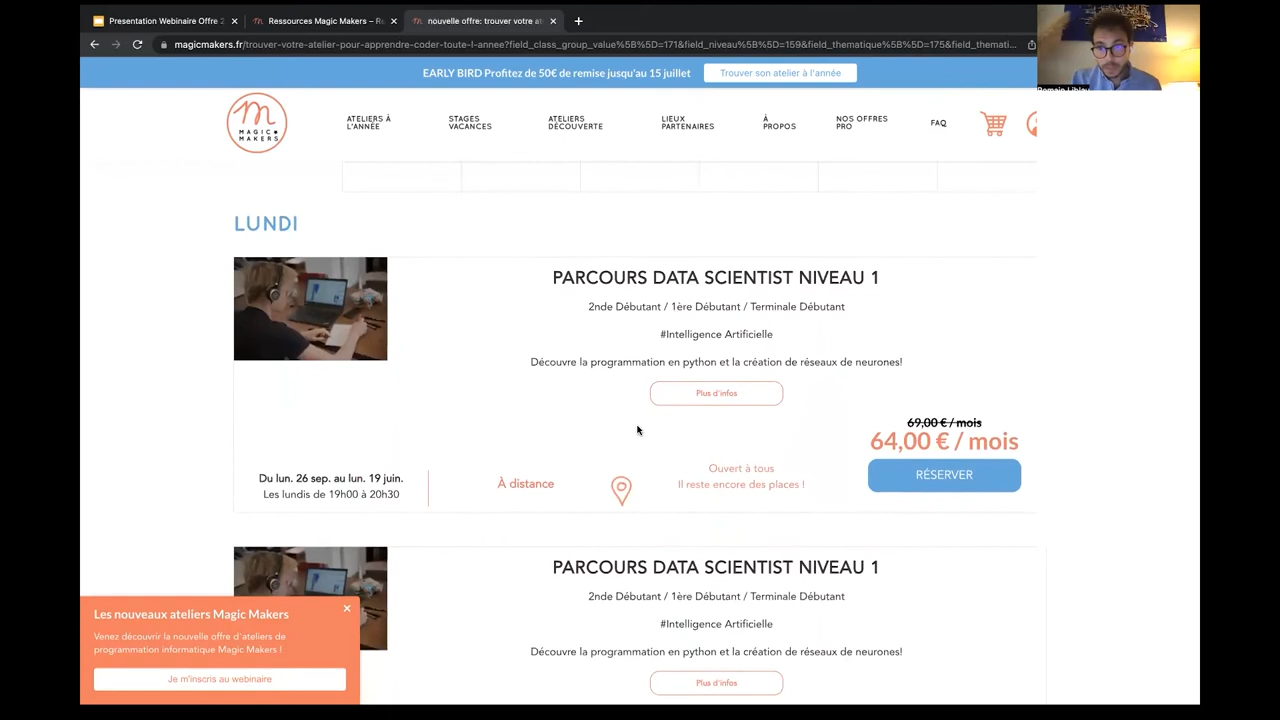 Presentation Webinaire Offre 2
Ressources Magic Makers – Re
nouvelle offre: trouver votre at
magicmakers.fr/trouver-votre-atelier-pour-apprendre-coder-toute-l-annee?field_class_group_value%5B%5D=171&field_niveau%5B%5D=159&field_thematique%5B%5D=175&field_themati...
EARLY BIRD Profitez de 50€ de remise jusqu'au 15 juillet
Trouver son atelier à l'année
MAGIC
MAKERS
ATELIERS À
L'ANNÉE
STAGES
VACANCES
ATELIERS
DÉCOUVERTE
LIEUX
PARTENAIRES
À
PROPOS
NOS OFFRES
PRO
FAQ
LUNDI
PARCOURS DATA SCIENTIST NIVEAU 1
2nde Débutant / 1ère Débutant / Terminale Débutant
#Intelligence Artificielle
Découvre la programmation en python et la création de réseaux de neurones!
Plus d'infos
69,00 € / mois
64,00 € / mois
RÉSERVER
Du lun. 26 sep. au lun. 19 juin.
Les lundis de 19h00 à 20h30
À distance
Ouvert à tous
Il reste encore des places !
PARCOURS DATA SCIENTIST NIVEAU 1
2nde Débutant / 1ère Débutant / Terminale Débutant
#Intelligence Artificielle
Découvre la programmation en python et la création de réseaux de neurones!
Plus d'infos
Les nouveaux ateliers Magic Makers
Venez découvrir la nouvelle offre d'ateliers de
programmation informatique Magic Makers !
Je m'inscris au webinaire